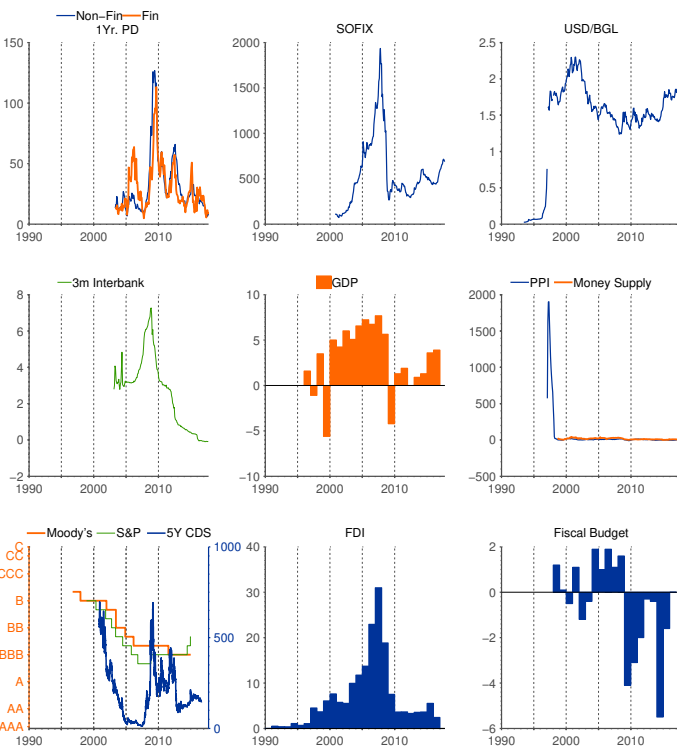 Non-Fin Fin
1Yr. PD
150
100
50
0
1990 2000 2010
SOFIX
2000
1500
1000
500
0
1990 2000 2010
USD/BGL
2.5
2
1.5
1
0.5
0
1990 2000 2010
3m Interbank
8
6
4
2
0
−2
1990 2000 2010
GDP
10
5
0
−5
−10
1990 2000 2010
PPI Money Supply
2000
1500
1000
500
0
−500
1990 2000 2010
Moody's S&P 5Y CDS
C
CC
CCC
B
BB
BBB
A
AA
AAA
1000
500
0
1990 2000 2010
FDI
40
30
20
10
0
1990 2000 2010
Fiscal Budget
2
0
−2
−4
−6
1990 2000 2010